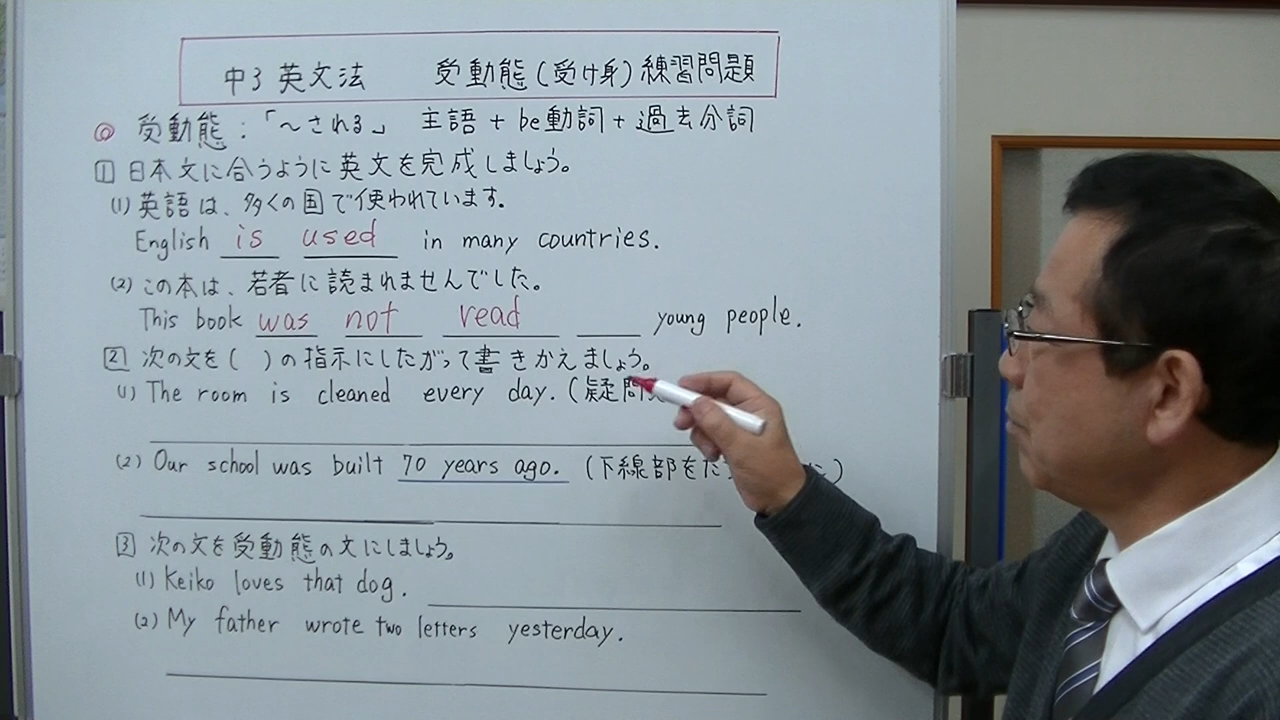 中3 英文法 受動態(受け身)練習問題
◎ 受動態:「〜される」 主語 + be動詞 + 過去分詞
1 日本文に合うように英文を完成しましょう。
(1) 英語は、多くの国で使われています。
English is used in many countries.
(2) この本は、若者に読まれませんでした。
This book was not read ____ young people.
2 次の文を( )の指示にしたがって書きかえましょう。
(1) The room is cleaned every day. (疑問
(2) Our school was built 70 years ago. (下線部をた )
3 次の文を受動態の文にしましょう。
(1) Keiko loves that dog.
(2) My father wrote two letters yesterday.